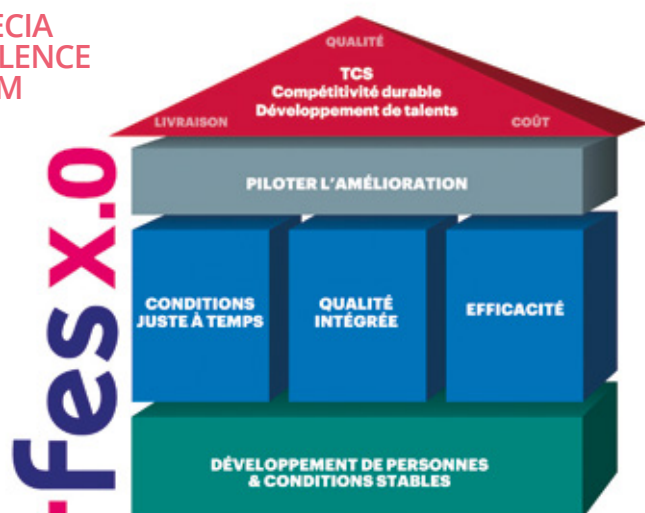 ECIA
LLENCE
M
QUALITÉ
TCS
Compétitivité durable
Développement de talents
LIVRAISON
COÛT
PILOTER L'AMÉLIORATION
CONDITIONS
JUSTE À TEMPS
QUALITÉ
INTÉGRÉE
EFFICACITÉ
DÉVELOPPEMENT DE PERSONNES
& CONDITIONS STABLES
fes x.0